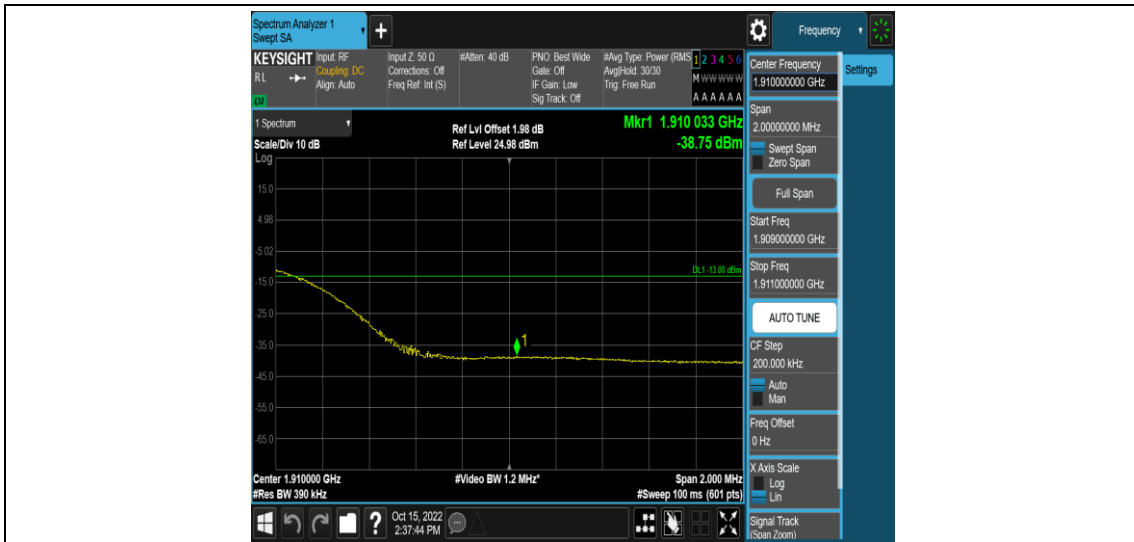 Spectrum Analyzer 1
Swept SA
Frequency
KEYSIGHT
RL
LXI
Input: RF
Coupling: DC
Align: Auto
Input Z: 50 Ω
Corrections: Off
Freq Ref: Int (S)
#Atten: 40 dB
PNO: Best Wide
Gate: Off
IF Gain: Low
Sig Track: Off
#Avg Type: Power (RMS
Avg|Hold: 30/30
Trig: Free Run
1 2 3 4 5 6
M W W W W W
A A A A A A
1 Spectrum
Scale/Div 10 dB
Log
Ref Lvl Offset 1.98 dB
Ref Level 24.98 dBm
Mkr1 1.910 033 GHz
-38.75 dBm
15.0
4.98
-5.02
-15.0
-25.0
-35.0
-45.0
-55.0
-65.0
DL1 -13.00 dBm
1
Center 1.910000 GHz
#Res BW 390 kHz
#Video BW 1.2 MHz*
Span 2.000 MHz
#Sweep 100 ms (601 pts)
Center Frequency
1.910000000 GHz
Span
2.00000000 MHz
Swept Span
Zero Span
Full Span
Start Freq
1.909000000 GHz
Stop Freq
1.911000000 GHz
AUTO TUNE
CF Step
200.000 kHz
Auto
Man
Freq Offset
0 Hz
X Axis Scale
Log
Lin
Signal Track
(Span Zoom)
Settings
?
Oct 15, 2022
2:37:44 PM